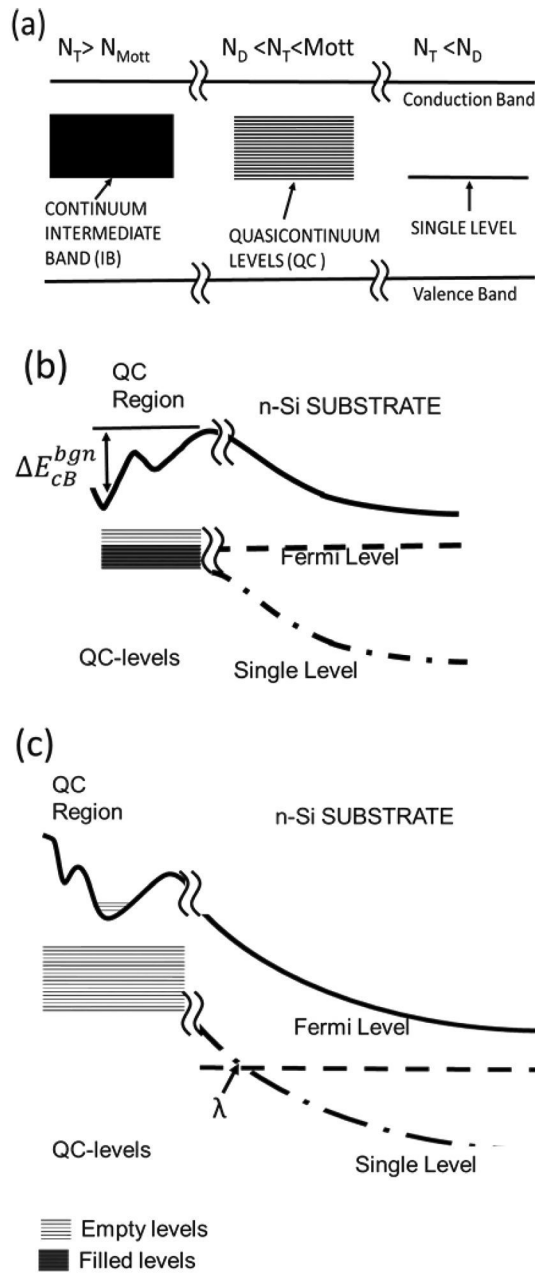 (a)
N_T> N_Mott
N_D <N_T<Mott
N_T <N_D
Conduction Band
CONTINUUM
INTERMEDIATE
BAND (IB)
QUASICONTINUUM
LEVELS (QC )
SINGLE LEVEL
Valence Band
(b)
QC
Region
n-Si SUBSTRATE
ΔE_cB^bgn
Fermi Level
QC-levels
Single Level
(c)
QC
Region
n-Si SUBSTRATE
Fermi Level
λ
QC-levels
Single Level
Empty levels
Filled levels